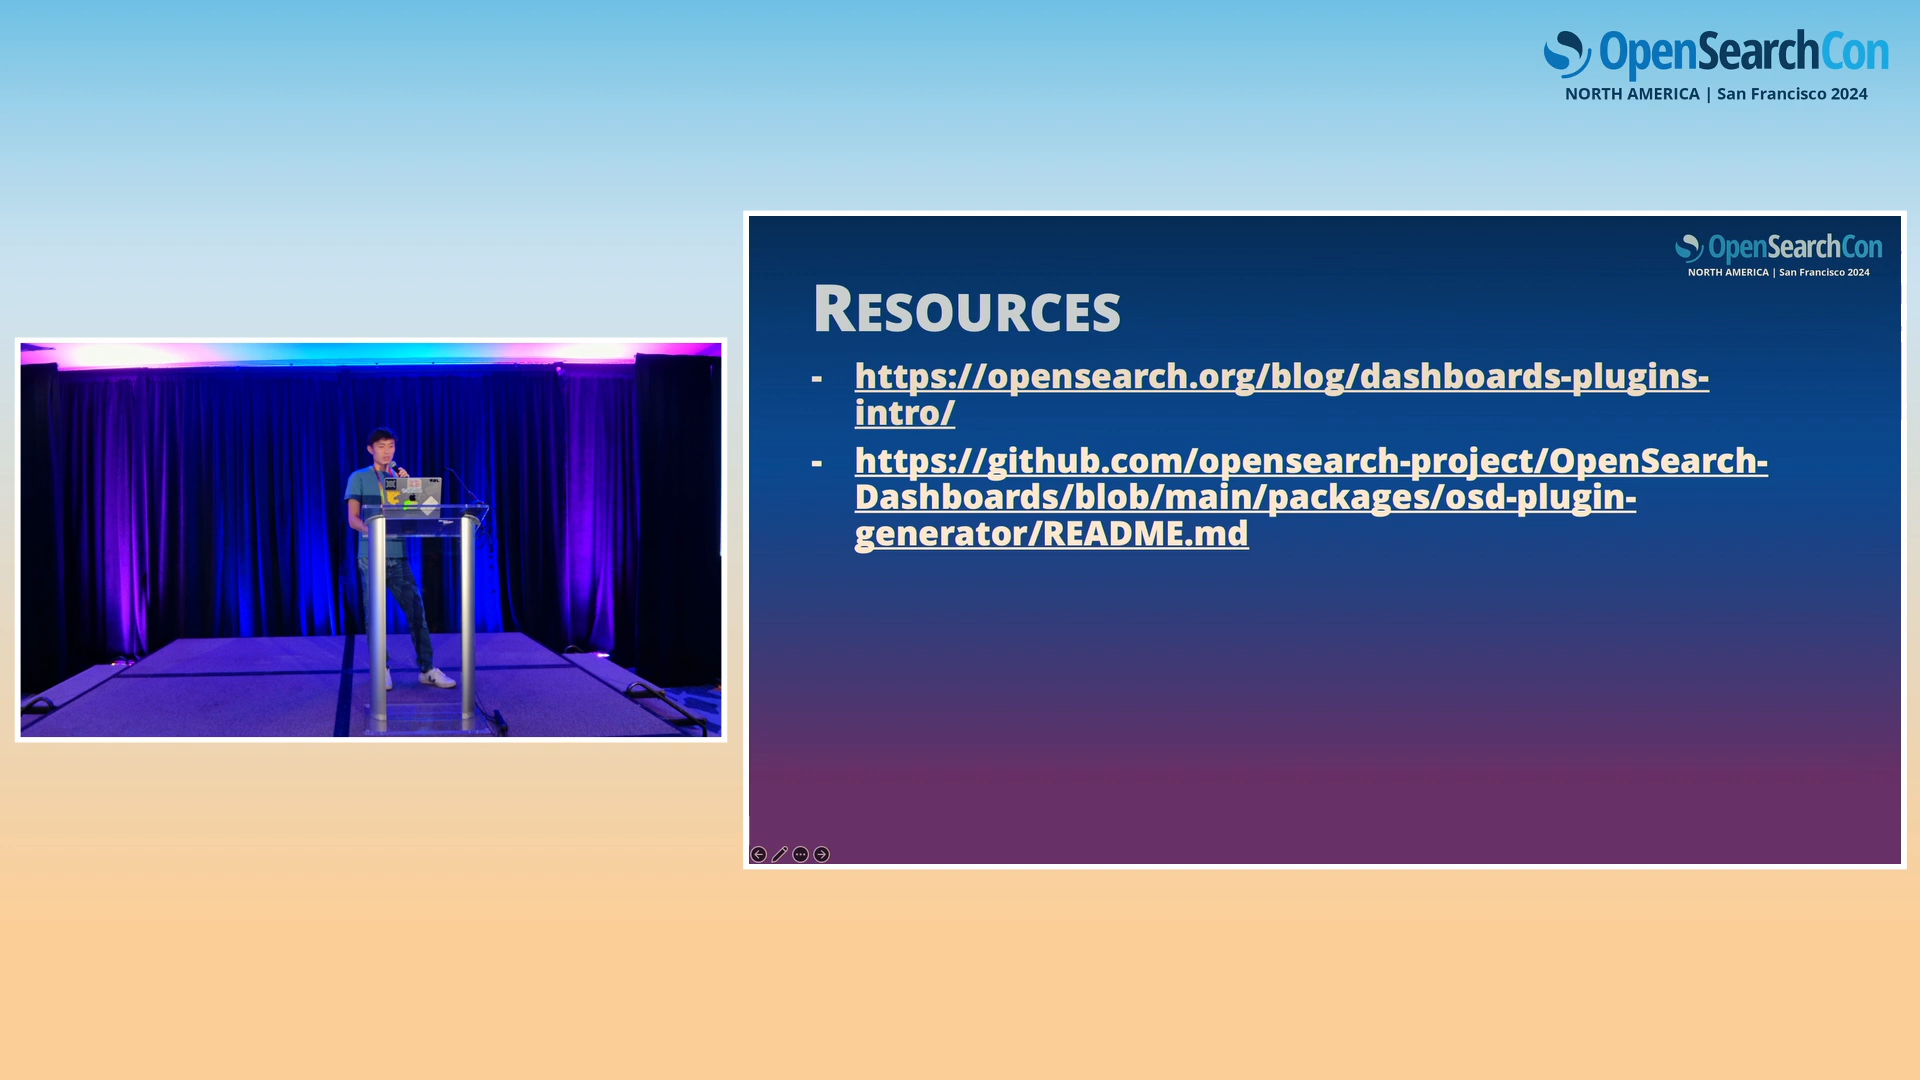 OpenSearchCon
NORTH AMERICA | San Francisco 2024
OpenSearchCon
NORTH AMERICA | San Francisco 2024
RESOURCES
- https://opensearch.org/blog/dashboards-plugins-
intro/
- https://github.com/opensearch-project/OpenSearch-
Dashboards/blob/main/packages/osd-plugin-
generator/README.md